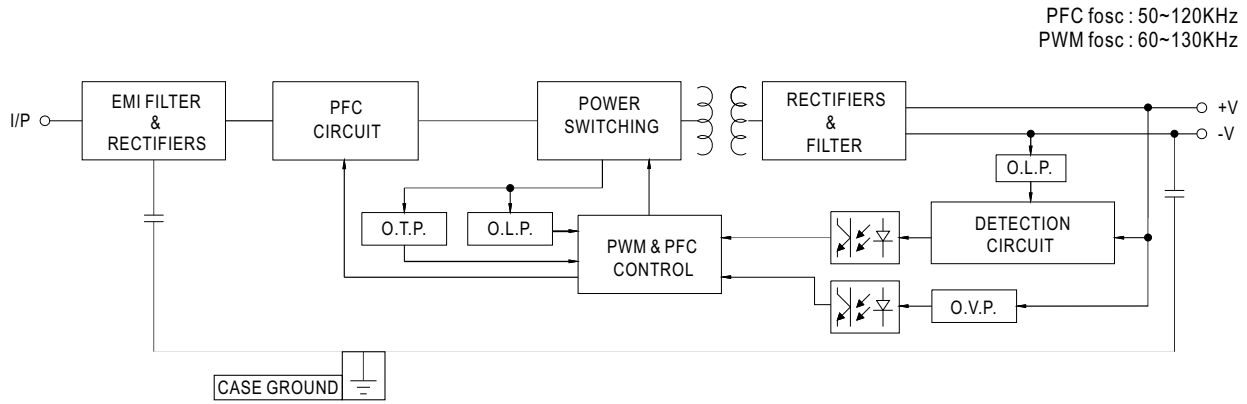 PFC fosc : 50~120KHz
PWM fosc : 60~130KHz
I/P
EMI FILTER
&
RECTIFIERS
PFC
CIRCUIT
POWER
SWITCHING
RECTIFIERS
&
FILTER
+V
-V
O.L.P.
O.T.P.
O.L.P.
PWM & PFC
CONTROL
DETECTION
CIRCUIT
O.V.P.
CASE GROUND